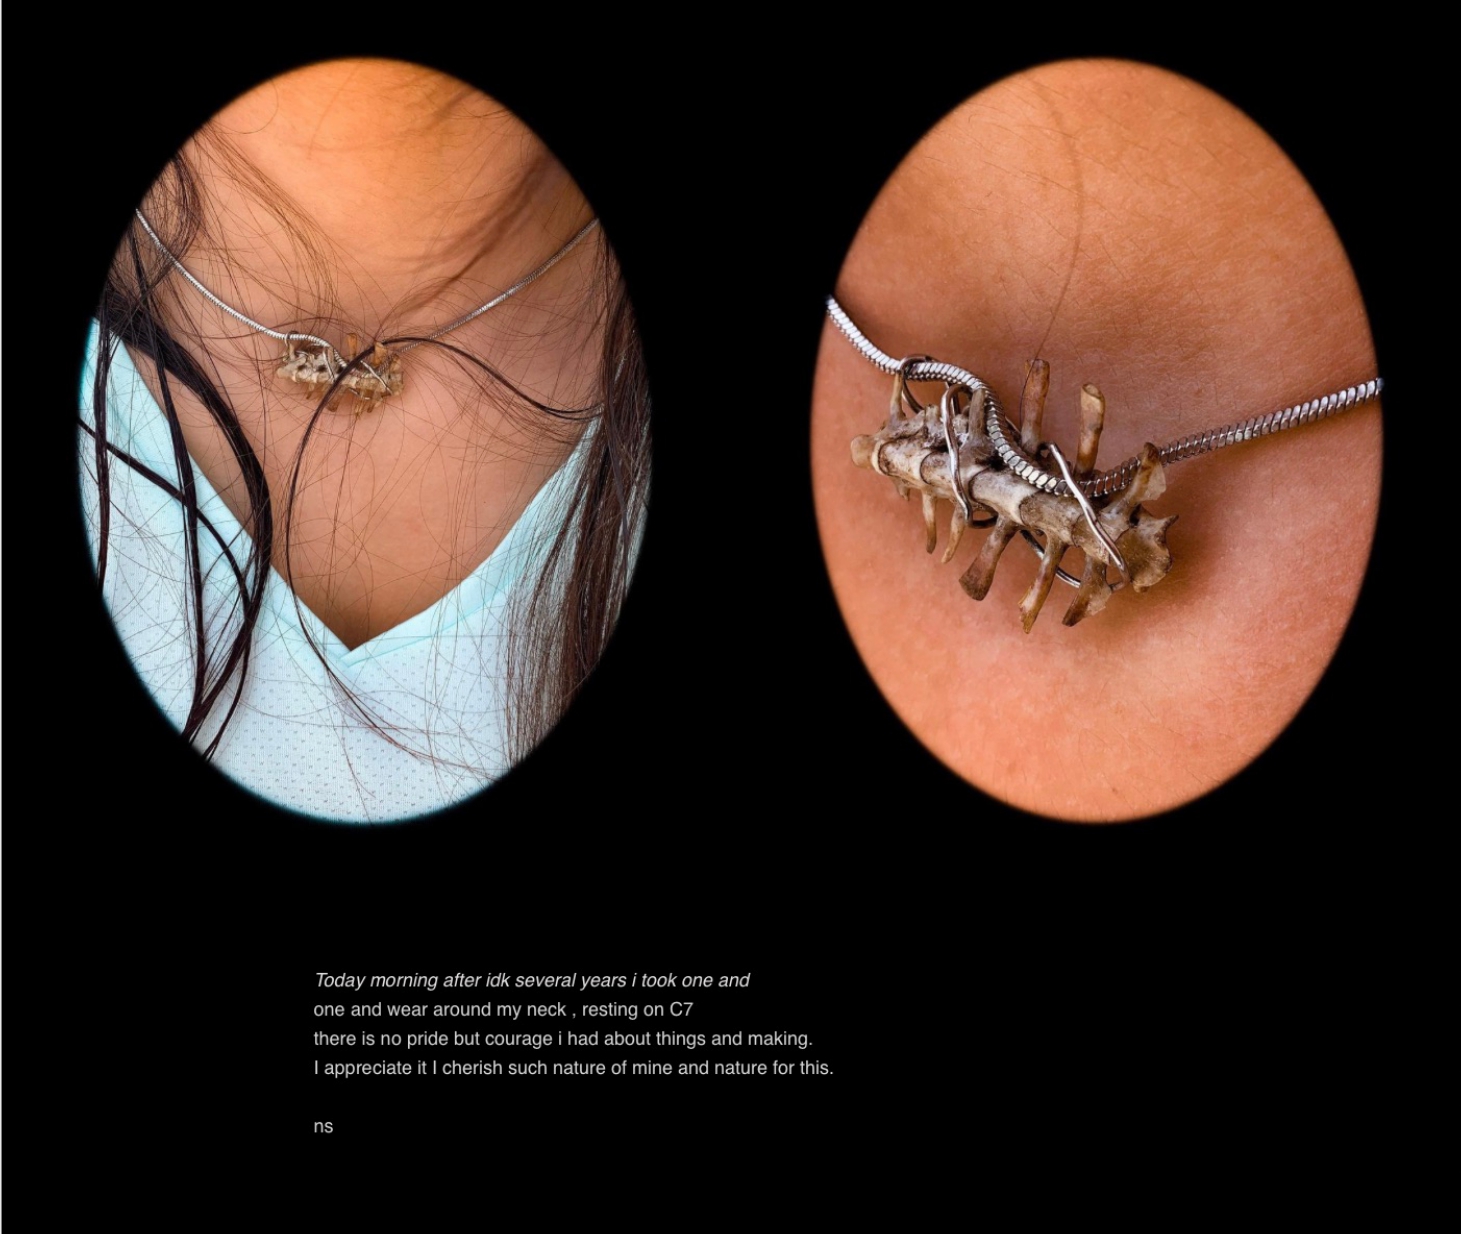 Today morning after idk several years i took one and
one and wear around my neck , resting on C7
there is no pride but courage i had about things and making.
I appreciate it I cherish such nature of mine and nature for this.
ns